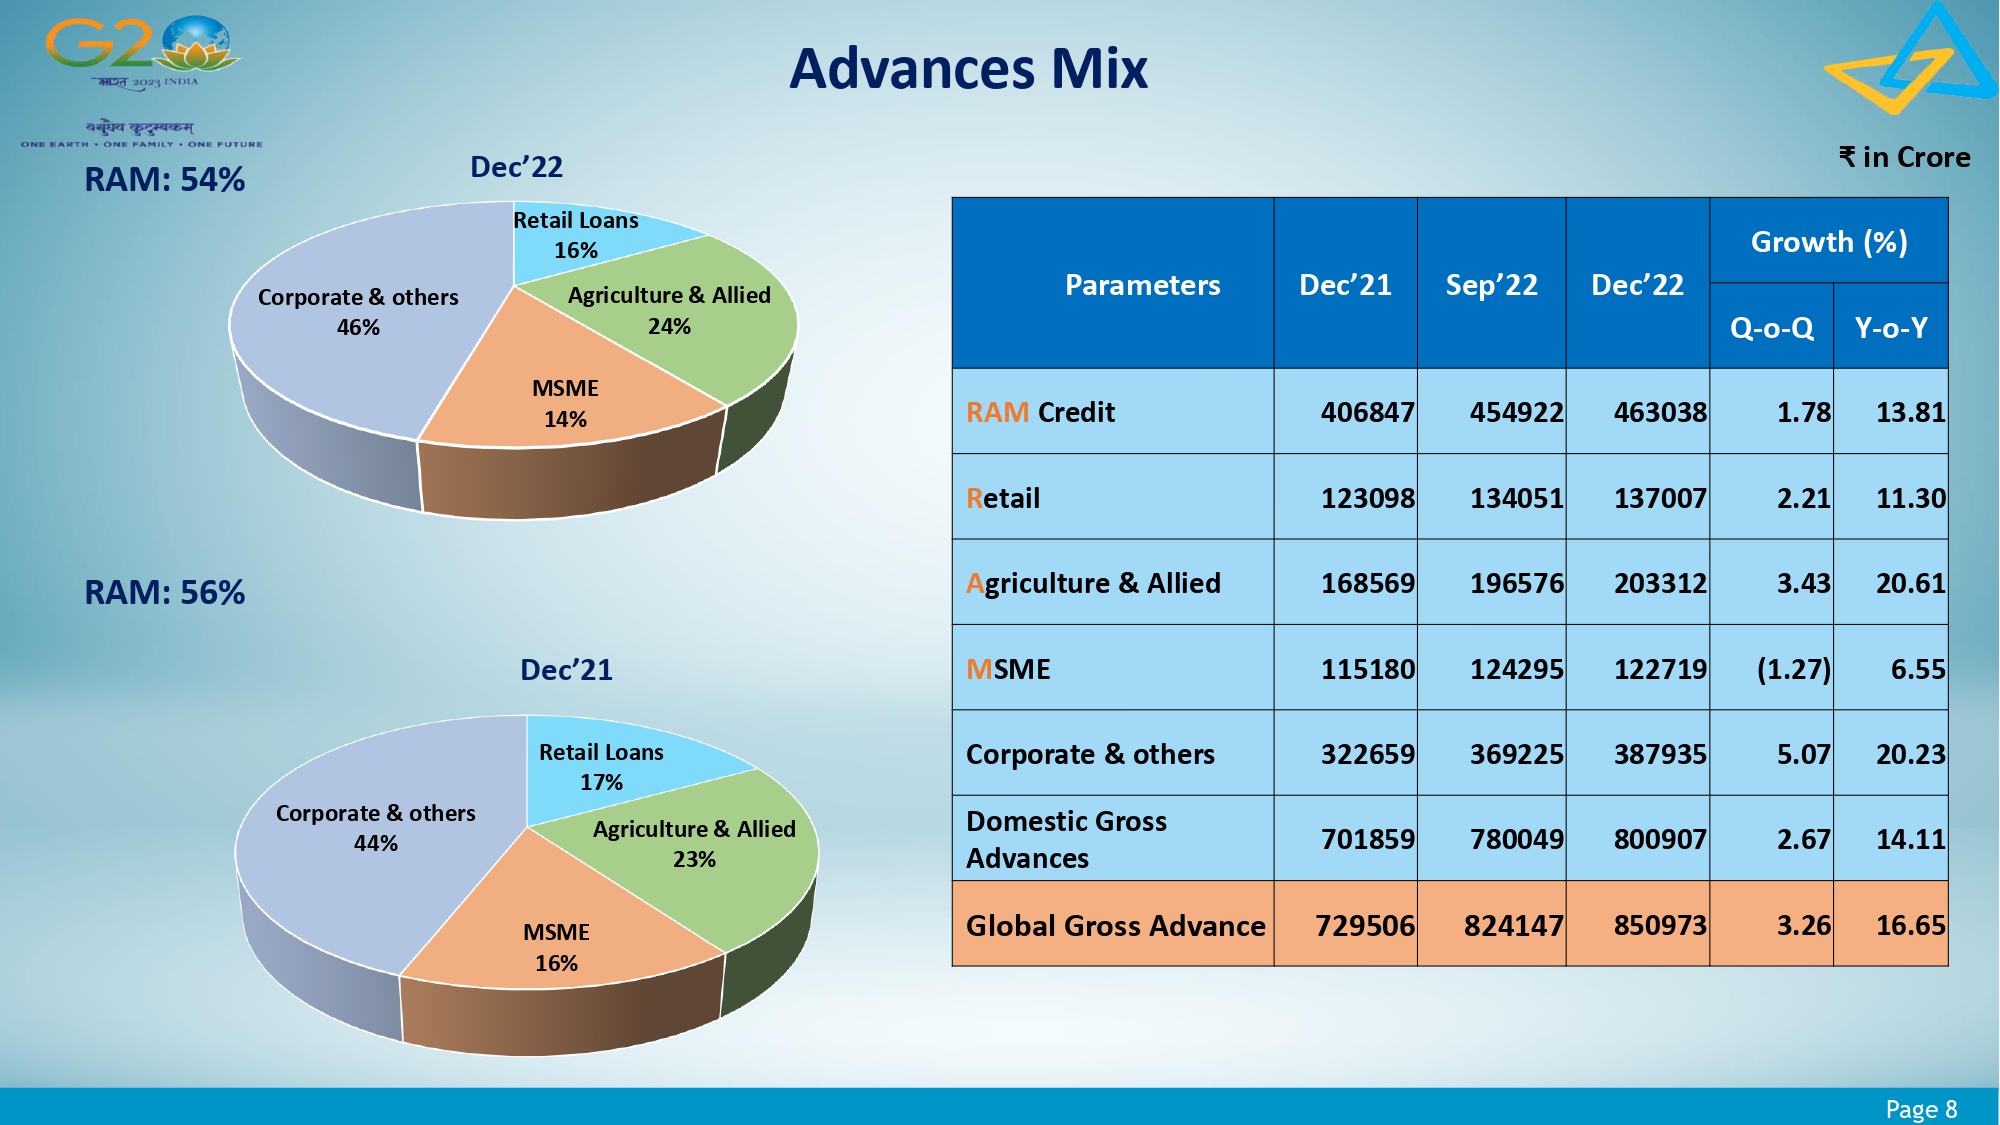 G20
भारत 2023 INDIA
वसुधैव कुटुम्बकम्
ONE EARTH • ONE FAMILY • ONE FUTURE
Advances Mix
₹ in Crore
RAM: 54%
Dec’22
Retail Loans
16%
Agriculture & Allied
24%
MSME
14%
Corporate & others
46%
RAM: 56%
Dec’21
Retail Loans
17%
Agriculture & Allied
23%
MSME
16%
Corporate & others
44%
Parameters Dec’21 Sep’22 Dec’22 Growth (%)
Q-o-Q Y-o-Y
RAM Credit 406847 454922 463038 1.78 13.81
Retail 123098 134051 137007 2.21 11.30
Agriculture & Allied 168569 196576 203312 3.43 20.61
MSME 115180 124295 122719 (1.27) 6.55
Corporate & others 322659 369225 387935 5.07 20.23
Domestic Gross
Advances 701859 780049 800907 2.67 14.11
Global Gross Advance 729506 824147 850973 3.26 16.65
Page 8